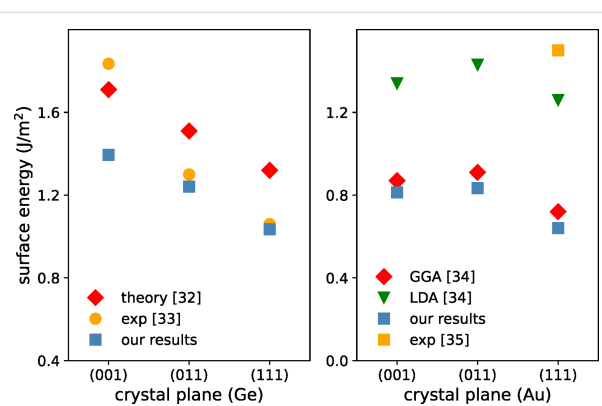 surface energy (J/m²)
1.6
1.2
0.8
0.4
theory [32]
exp [33]
our results
(001) (011) (111)
crystal plane (Ge)
1.2
0.8
0.4
0.0
GGA [34]
LDA [34]
our results
exp [35]
(001) (011) (111)
crystal plane (Au)